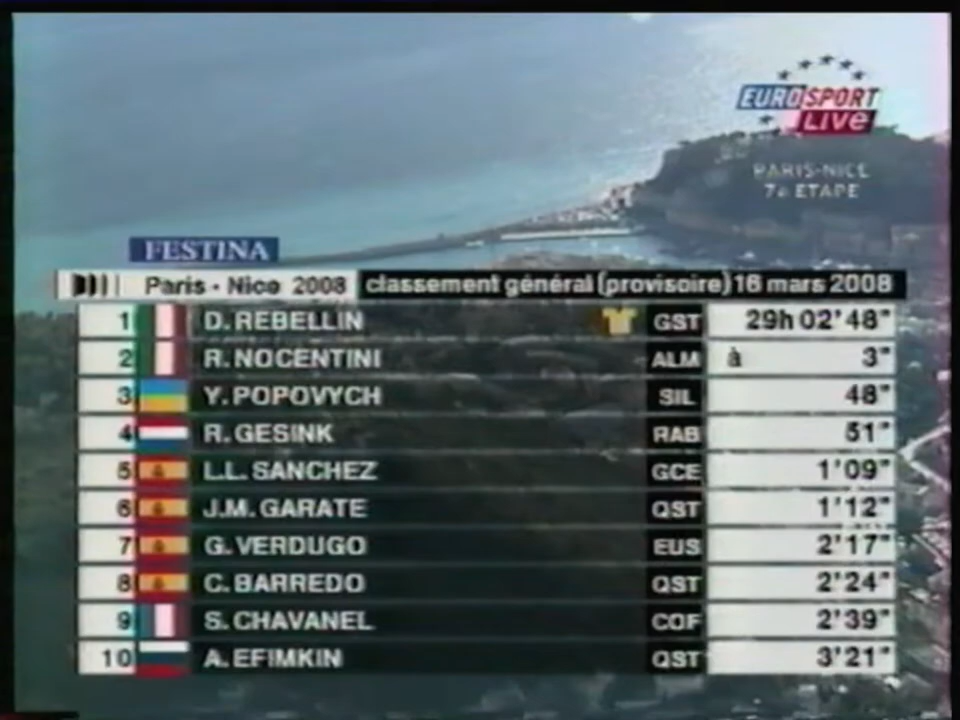 EUROSPORT
LIVE
PARIS-NICE
7e ETAPE
FESTINA
Paris - Nice 2008 classement général (provisoire) 16 mars 2008
1 D. REBELLIN GST 29h 02'48"
2 R. NOCENTINI ALM à 3"
3 Y. POPOVYCH SIL 48"
4 R. GESINK RAB 51"
5 L.L. SANCHEZ GCE 1'09"
6 J.M. GARATE QST 1'12"
7 G. VERDUGO EUS 2'17"
8 C. BARREDO QST 2'24"
9 S. CHAVANEL COF 2'39"
10 A. EFIMKIN QST 3'21"